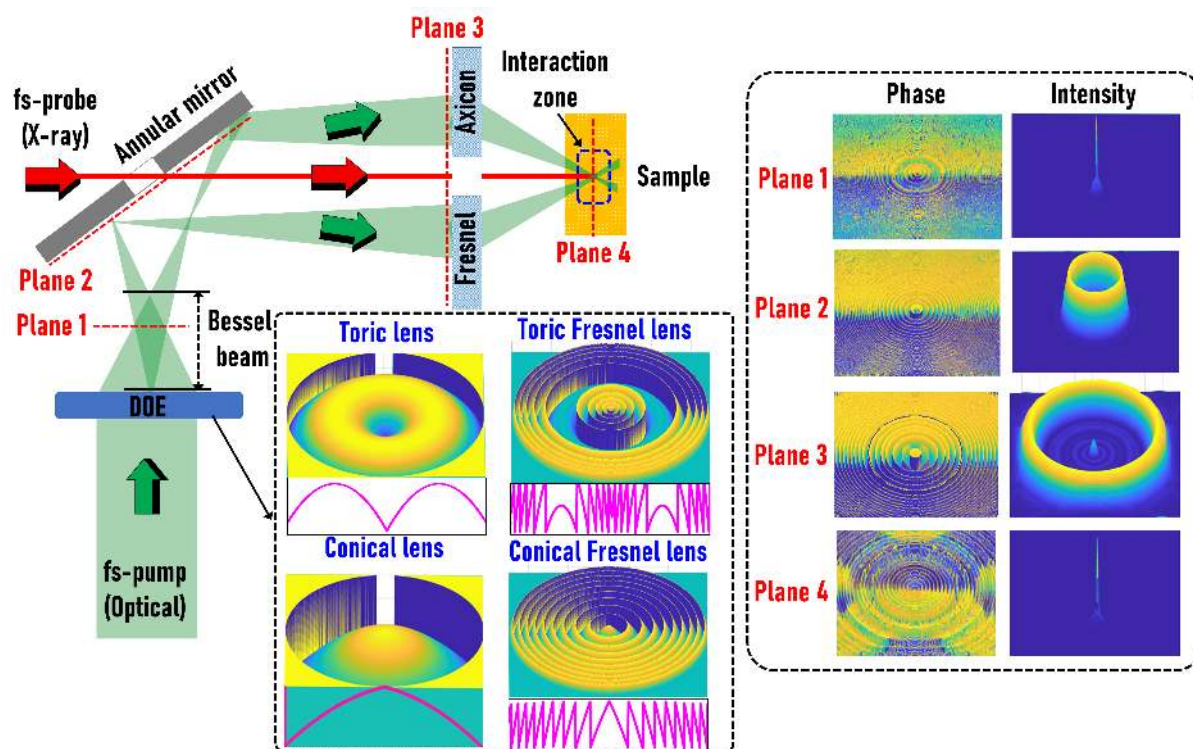 fs-probe
(X-ray)
Annular mirror
Plane 3
Axicon
Fresnel
Interaction
zone
Sample
Plane 4
Plane 2
Plane 1
Bessel
beam
DOE
fs-pump
(Optical)
Toric lens
Toric Fresnel lens
Conical lens
Conical Fresnel lens
Phase
Intensity
Plane 1
Plane 2
Plane 3
Plane 4